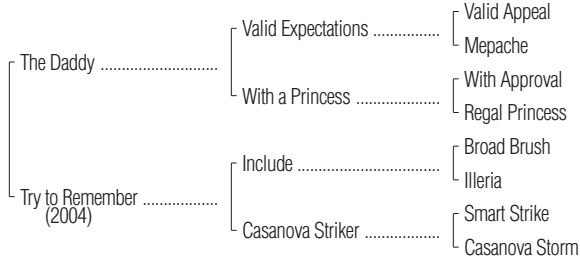 Valid Appeal
Valid Expectations ................
Mepache
The Daddy ...........................
With Approval
With a Princess .....................
Regal Princess
Broad Brush
Include ...................................
Illeria
Try to Remember .................
(2004)
Smart Strike
Casanova Striker ..................
Casanova Storm